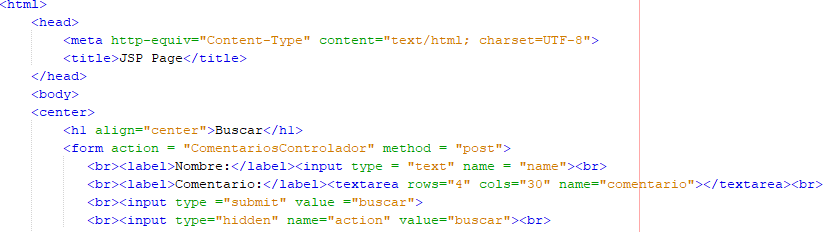 <html>
<head>
<meta http-equiv="Content-Type" content="text/html; charset=UTF-8">
<title>JSP Page</title>
</head>
<body>
<center>
<h1 align="center">Buscar</h1>
<form action = "ComentariosControlador" method = "post">
<br><label>Nombre:</label><input type = "text" name = "name"><br>
<br><label>Comentario:</label><textarea rows="4" cols="30" name="comentario"></textarea><br>
<br><input type ="submit" value ="buscar">
<br><input type="hidden" name="action" value="buscar"><br>